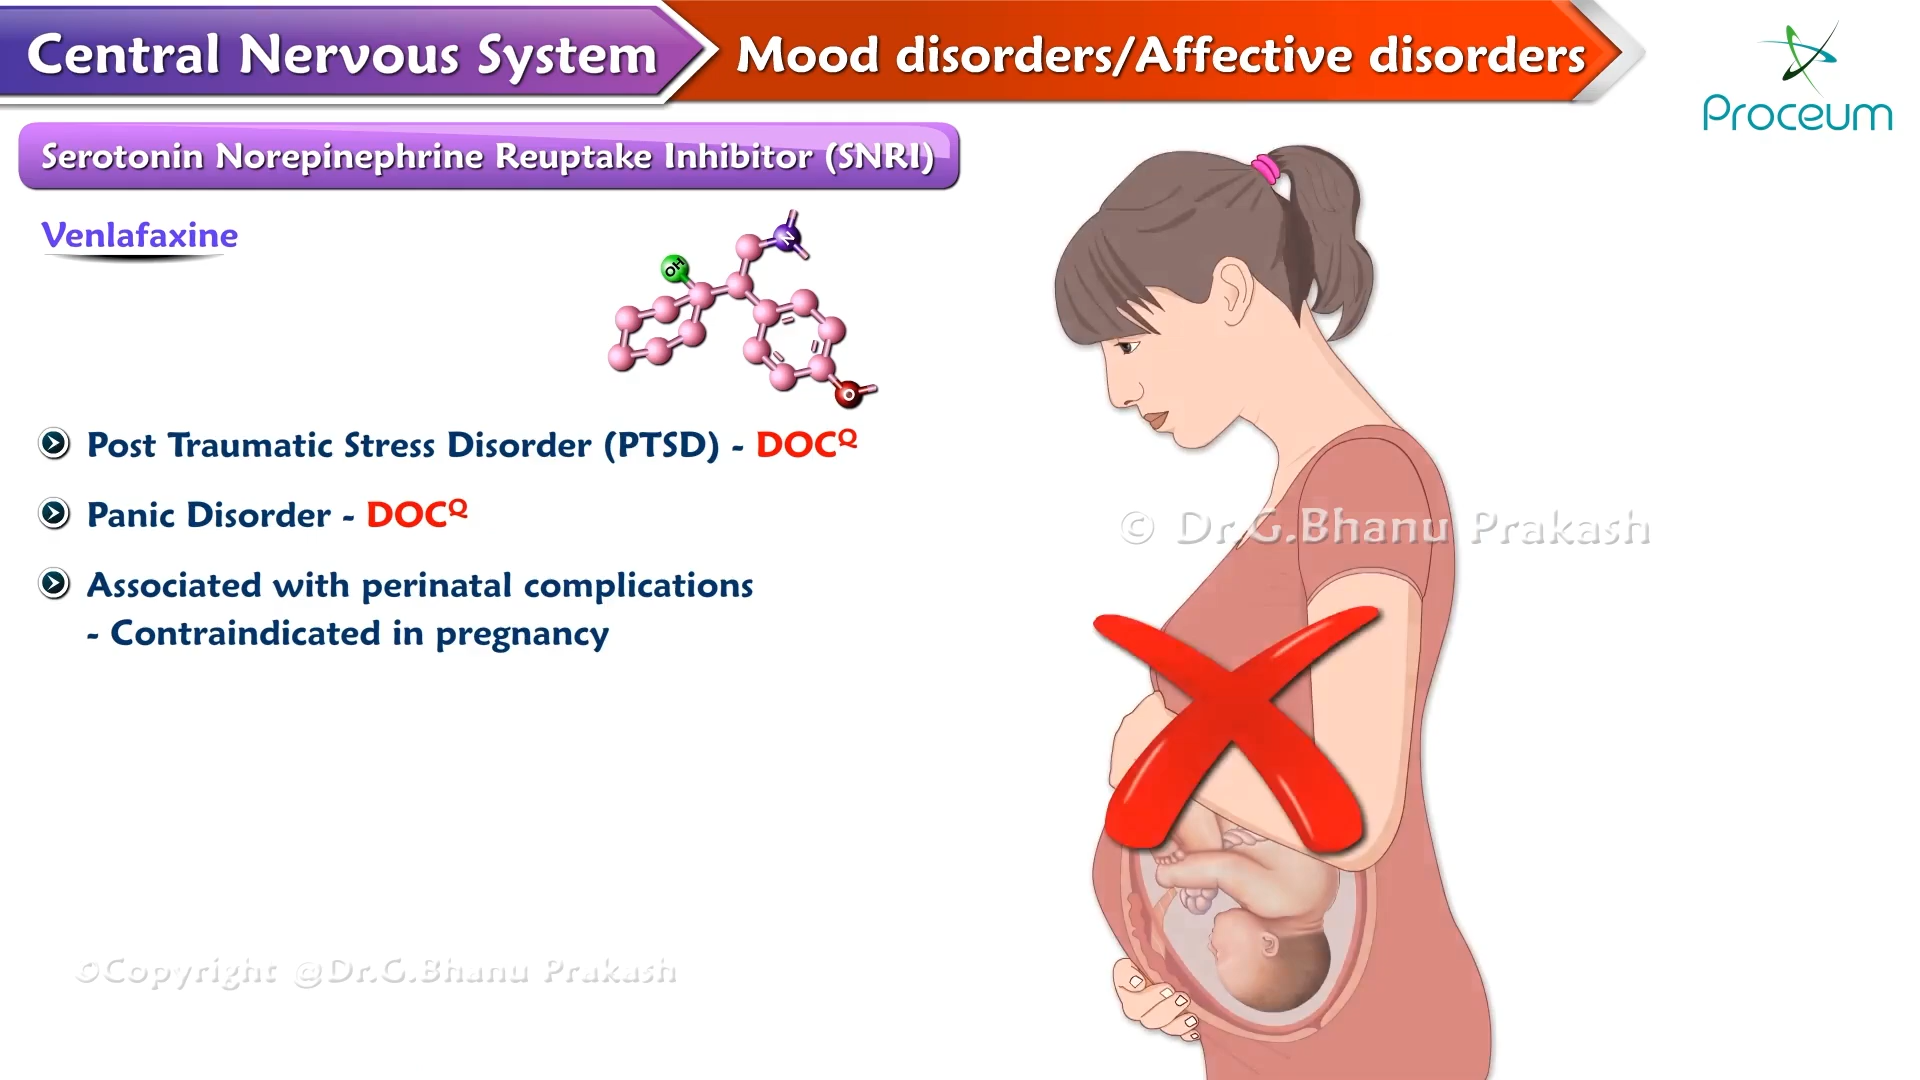 Central Nervous System
Mood disorders/Affective disorders
Proceum
Serotonin Norepinephrine Reuptake Inhibitor (SNRI)
Venlafaxine
OH
N
O
Post Traumatic Stress Disorder (PTSD) - DOCQ
Panic Disorder - DOCQ
© Dr.G.Bhanu Prakash
Associated with perinatal complications
- Contraindicated in pregnancy
©Copyright @Dr.G.Bhanu Prakash